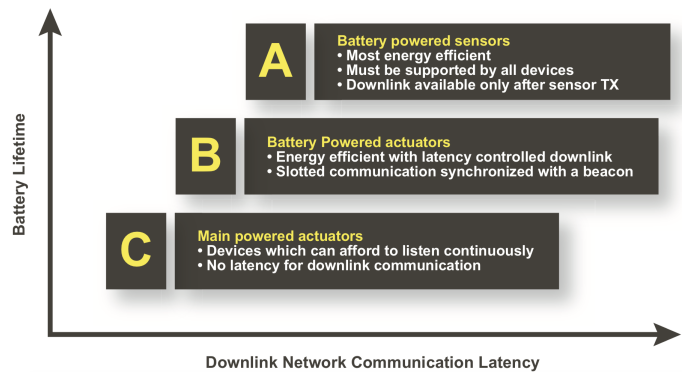 A
Battery powered sensors
• Most energy efficient
• Must be supported by all devices
• Downlink available only after sensor TX
B
Battery Powered actuators
• Energy efficient with latency controlled downlink
• Slotted communication synchronized with a beacon
C
Main powered actuators
• Devices which can afford to listen continuously
• No latency for downlink communication
Battery Lifetime
Downlink Network Communication Latency